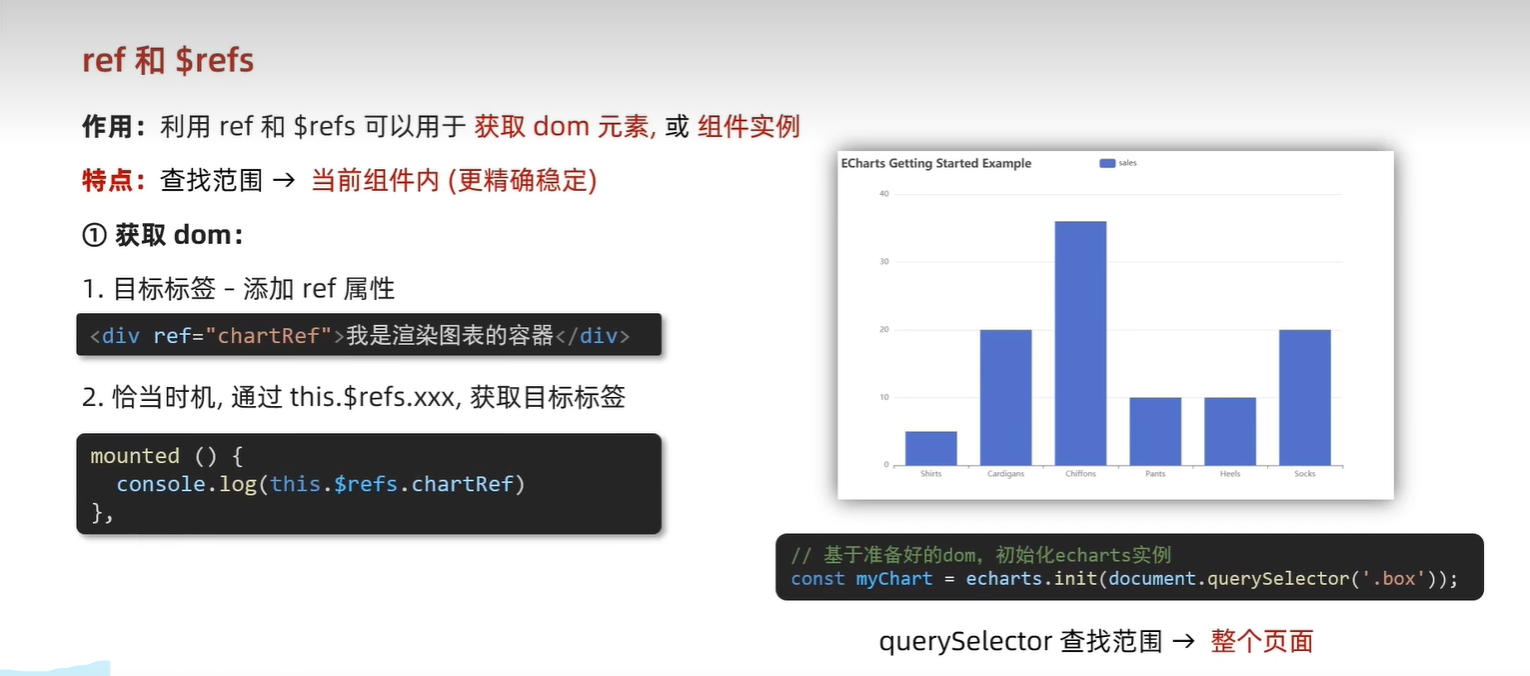 ref 和 $refs
作用：利用 ref 和 $refs 可以用于 获取 dom 元素, 或 组件实例
特点：查找范围 → 当前组件内 (更精确稳定)
① 获取 dom：
1. 目标标签 – 添加 ref 属性
<div ref="chartRef">我是渲染图表的容器</div>
2. 恰当时机, 通过 this.$refs.xxx, 获取目标标签
mounted () {
  console.log(this.$refs.chartRef)
},
ECharts Getting Started Example
sales
40
30
20
10
0
Shirts Cardigans Chiffons Pants Heels Socks
// 基于准备好的dom，初始化echarts实例
const myChart = echarts.init(document.querySelector('.box'));
querySelector 查找范围 → 整个页面